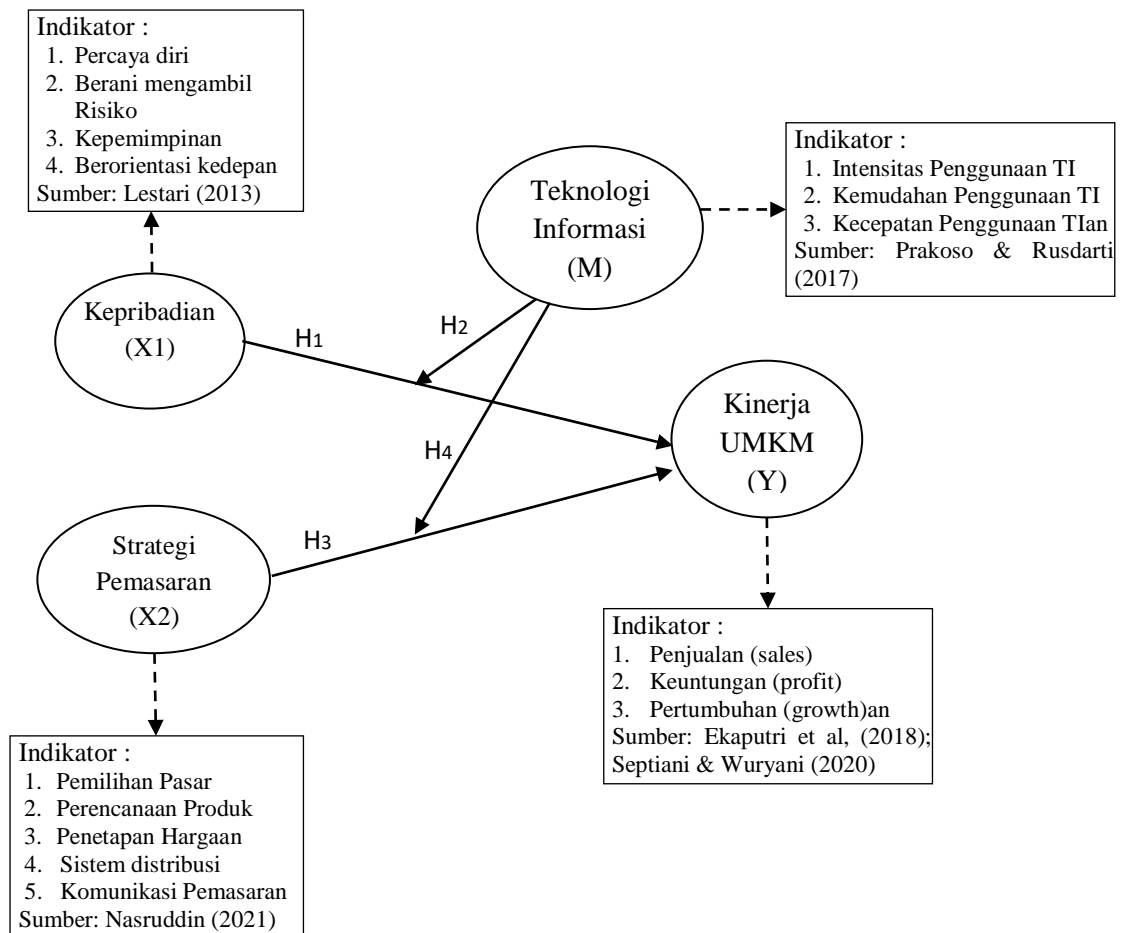 Indikator :
1. Percaya diri
2. Berani mengambil
Risiko
3. Kepemimpinan
4. Berorientasi kedepan
Sumber: Lestari (2013)
Teknologi
Informasi
(M)
Indikator :
1. Intensitas Penggunaan TI
2. Kemudahan Penggunaan TI
3. Kecepatan Penggunaan TIan
Sumber: Prakoso & Rusdarti
(2017)
Kepribadian
(X1)
H1
H2
Kinerja
UMKM
(Y)
H4
Strategi
Pemasaran
(X2)
H3
Indikator :
1. Penjualan (sales)
2. Keuntungan (profit)
3. Pertumbuhan (growth)an
Sumber: Ekaputri et al, (2018);
Septiani & Wuryani (2020)
Indikator :
1. Pemilihan Pasar
2. Perencanaan Produk
3. Penetapan Hargaan
4. Sistem distribusi
5. Komunikasi Pemasaran
Sumber: Nasruddin (2021)